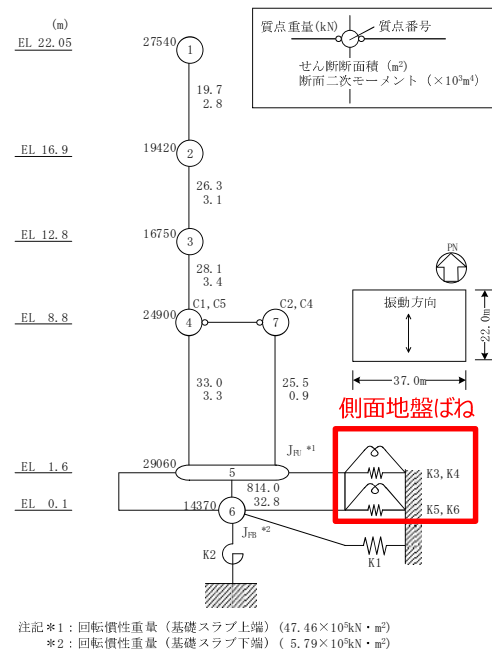 (m)
EL 22.05
27540
1
質点重量(kN)
質点番号
せん断断面積 (m²)
断面二次モーメント (×10³m⁴)
19.7
2.8
EL 16.9
19420
2
26.3
3.1
EL 12.8
16750
3
28.1
3.4
PN
EL 8.8
24900
4
C1, C5
7
C2, C4
振動方向
22.0m
37.0m
33.0
3.3
25.5
0.9
側面地盤ばね
EL 1.6
29060
5
JFU *1
K3, K4
814.0
32.8
EL 0.1
14370
6
K5, K6
JFB *2
K2
K1
注記＊1：回転慣性重量（基礎スラブ上端）(47.46×10⁵kN・m²)
＊2：回転慣性重量（基礎スラブ下端）( 5.79×10⁵kN・m²)